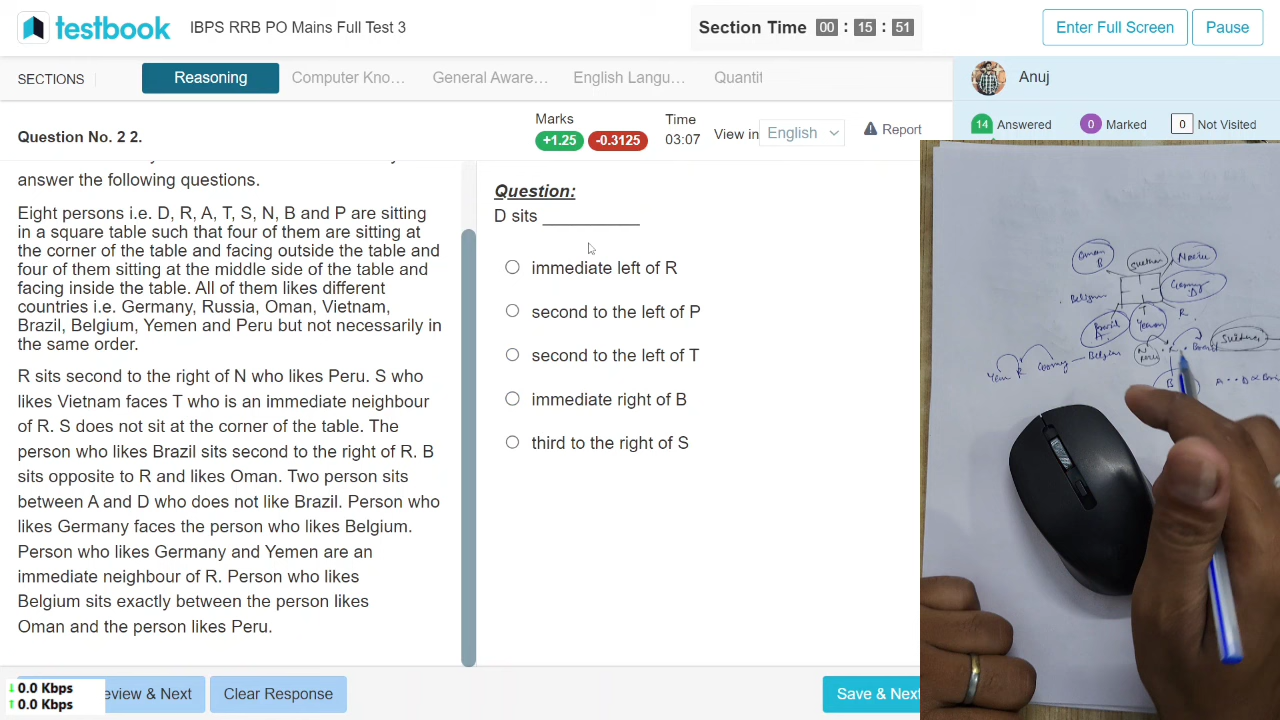 testbook
IBPS RRB PO Mains Full Test 3
Section Time 00 : 15 : 51
Enter Full Screen
Pause
SECTIONS
Reasoning
Computer Kno...
General Aware...
English Langu...
Quantit
Anuj
14 Answered
0 Marked
0 Not Visited
Question No. 2 2.
Marks
+1.25 -0.3125
Time
03:07
View in English
Report
answer the following questions.
Eight persons i.e. D, R, A, T, S, N, B and P are sitting
in a square table such that four of them are sitting at
the corner of the table and facing outside the table and
four of them sitting at the middle side of the table and
facing inside the table. All of them likes different
countries i.e. Germany, Russia, Oman, Vietnam,
Brazil, Belgium, Yemen and Peru but not necessarily in
the same order.
R sits second to the right of N who likes Peru. S who
likes Vietnam faces T who is an immediate neighbour
of R. S does not sit at the corner of the table. The
person who likes Brazil sits second to the right of R. B
sits opposite to R and likes Oman. Two person sits
between A and D who does not like Brazil. Person who
likes Germany faces the person who likes Belgium.
Person who likes Germany and Yemen are an
immediate neighbour of R. Person who likes
Belgium sits exactly between the person likes
Oman and the person likes Peru.
Question:
D sits __________
immediate left of R
second to the left of P
second to the left of T
immediate right of B
third to the right of S
Oman
B
Belgium
R
Yemen
Belgium
↓ 0.0 Kbps
↑ 0.0 Kbps
eview & Next
Clear Response
Save & Nex